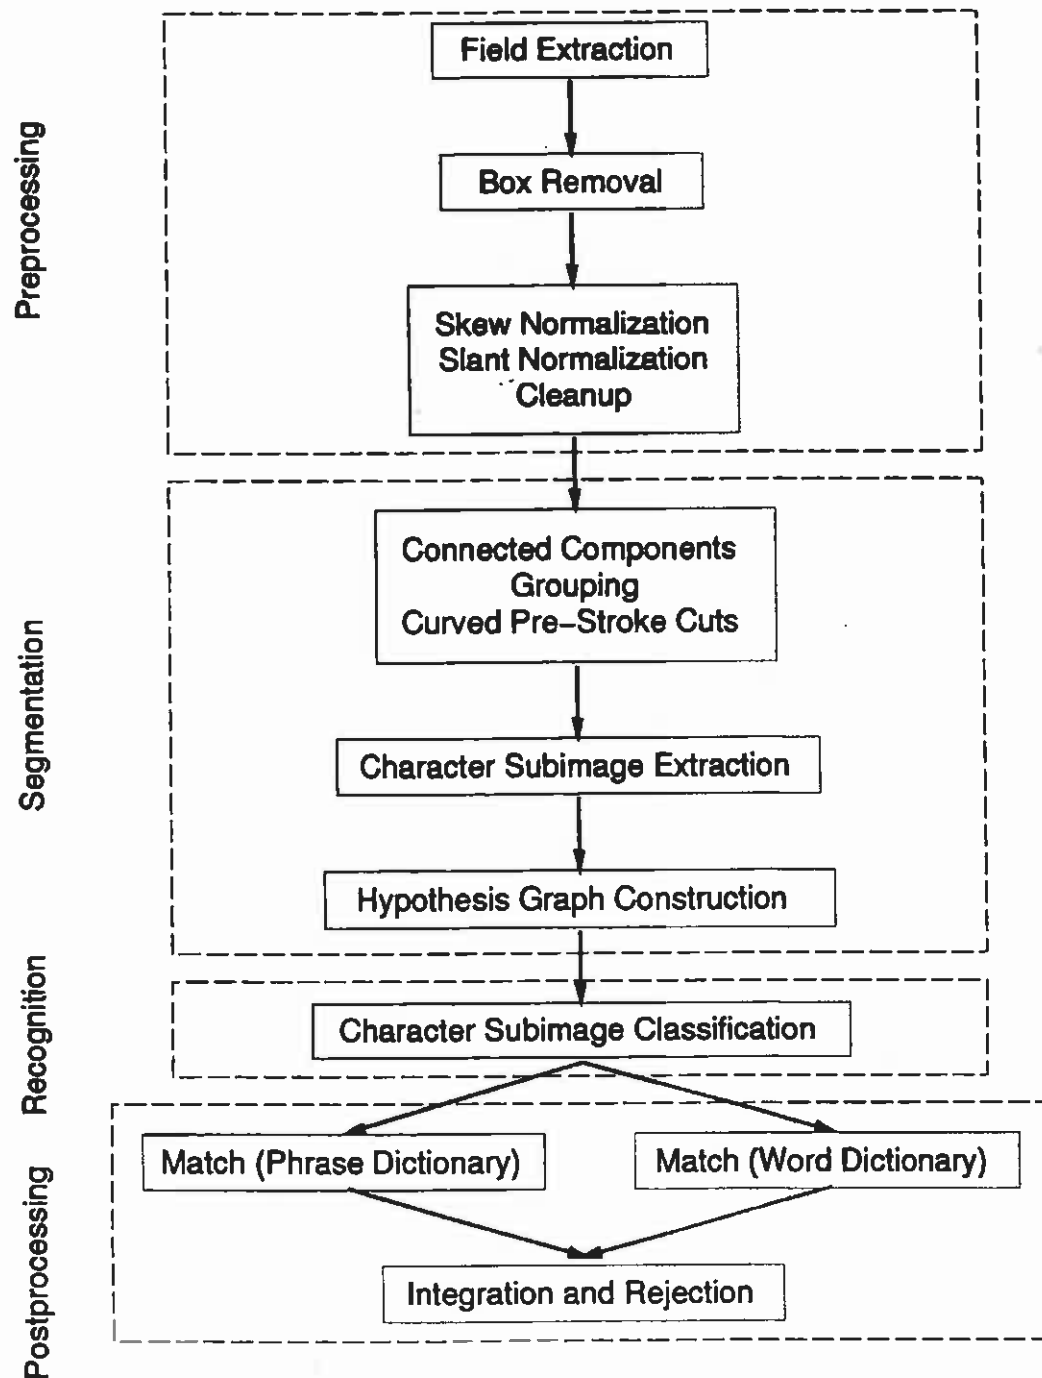 Preprocessing
Field Extraction
Box Removal
Skew Normalization
Slant Normalization
Cleanup
Segmentation
Connected Components
Grouping
Curved Pre–Stroke Cuts
Character Subimage Extraction
Hypothesis Graph Construction
Recognition
Character Subimage Classification
Postprocessing
Match (Phrase Dictionary)
Match (Word Dictionary)
Integration and Rejection